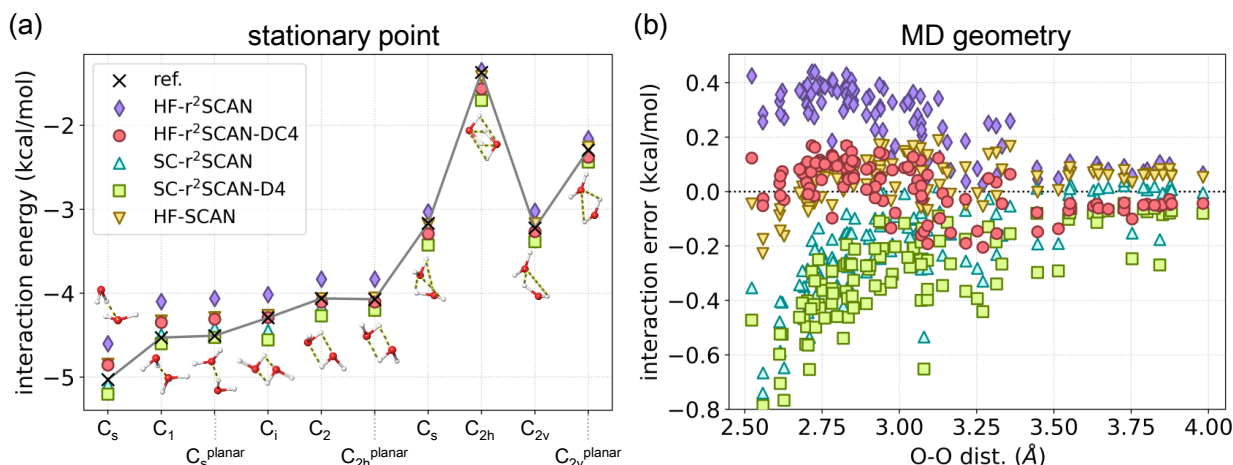 (a)
stationary point
interaction energy (kcal/mol)
−2
−3
−4
−5
ref.
HF-r²SCAN
HF-r²SCAN-DC4
SC-r²SCAN
SC-r²SCAN-D4
HF-SCAN
Cₛ C₁ Cᵢ C₂ Cₛ C₂ₕ C₂ᵥ
Cₛᵖˡᵃⁿᵃʳ C₂ₕᵖˡᵃⁿᵃʳ C₂ᵥᵖˡᵃⁿᵃʳ
(b)
MD geometry
interaction error (kcal/mol)
0.4
0.2
0.0
−0.2
−0.4
−0.6
−0.8
2.50 2.75 3.00 3.25 3.50 3.75 4.00
O-O dist. (Å)